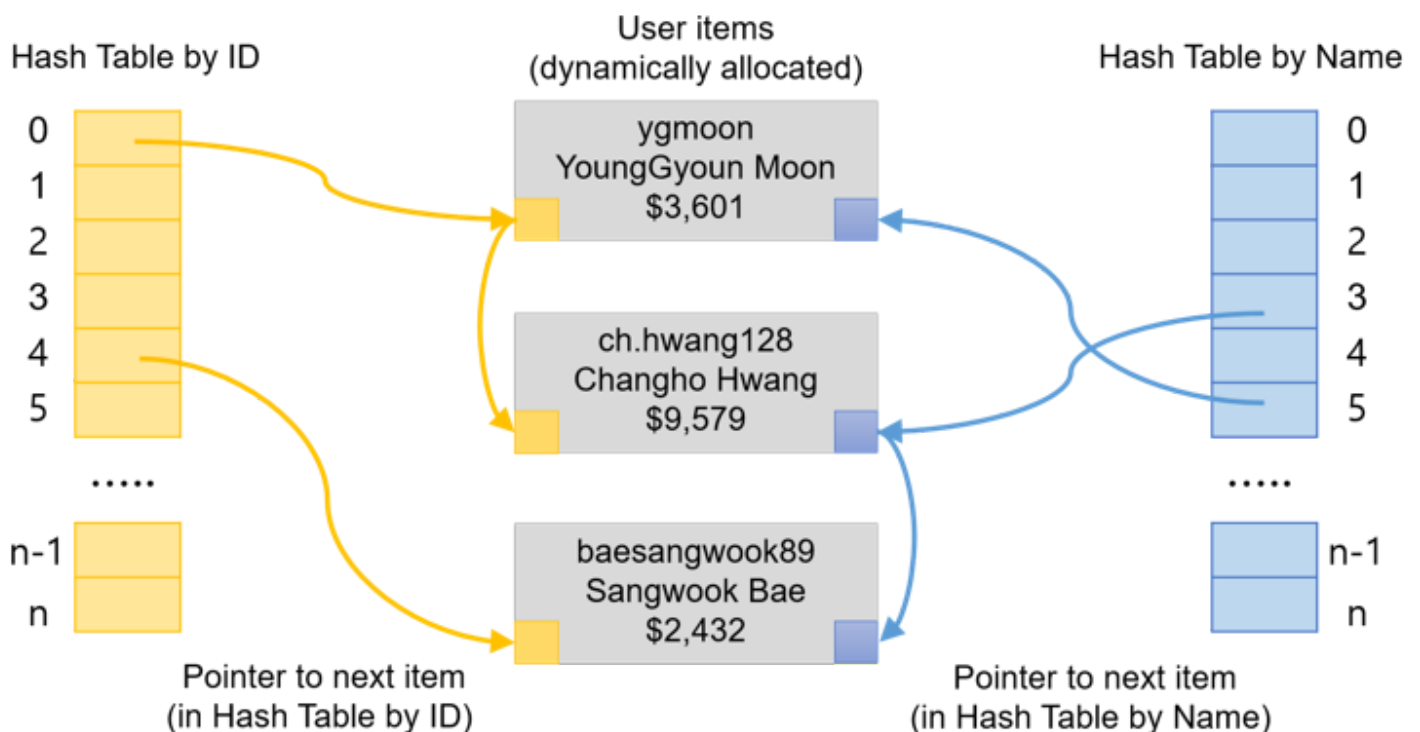 Hash Table by ID
0
1
2
3
4
5
.....
n-1
n
User items
(dynamically allocated)
ygmoon
YoungGyoun Moon
$3,601
ch.hwang128
Changho Hwang
$9,579
baesangwook89
Sangwook Bae
$2,432
Hash Table by Name
0
1
2
3
4
5
.....
n-1
n
Pointer to next item
(in Hash Table by ID)
Pointer to next item
(in Hash Table by Name)